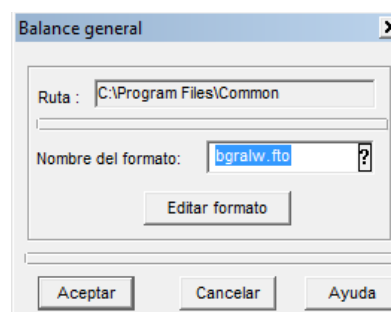 Balance general
Ruta : C:\Program Files\Common
Nombre del formato: bgralw.fto ?
Editar formato
Aceptar Cancelar Ayuda